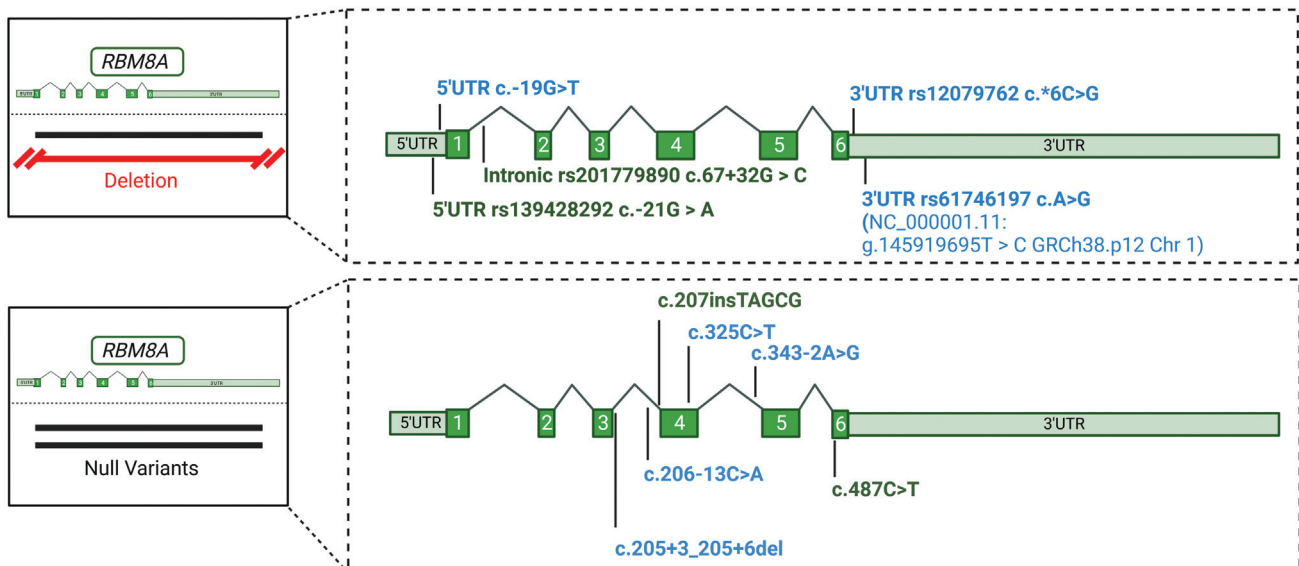 RBM8A
5'UTR 1 2 3 4 5 6 3'UTR
Deletion
5'UTR c.-19G>T
3'UTR rs12079762 c.*6C>G
5'UTR 1 2 3 4 5 6 3'UTR
Intronic rs201779890 c.67+32G > C
5'UTR rs139428292 c.-21G > A
3'UTR rs61746197 c.A>G
(NC_000001.11:
g.145919695T > C GRCh38.p12 Chr 1)
RBM8A
5'UTR 1 2 3 4 5 6 3'UTR
Null Variants
c.207insTAGCG
c.325C>T
c.343-2A>G
5'UTR 1 2 3 4 5 6 3'UTR
c.206-13C>A
c.487C>T
c.205+3_205+6del